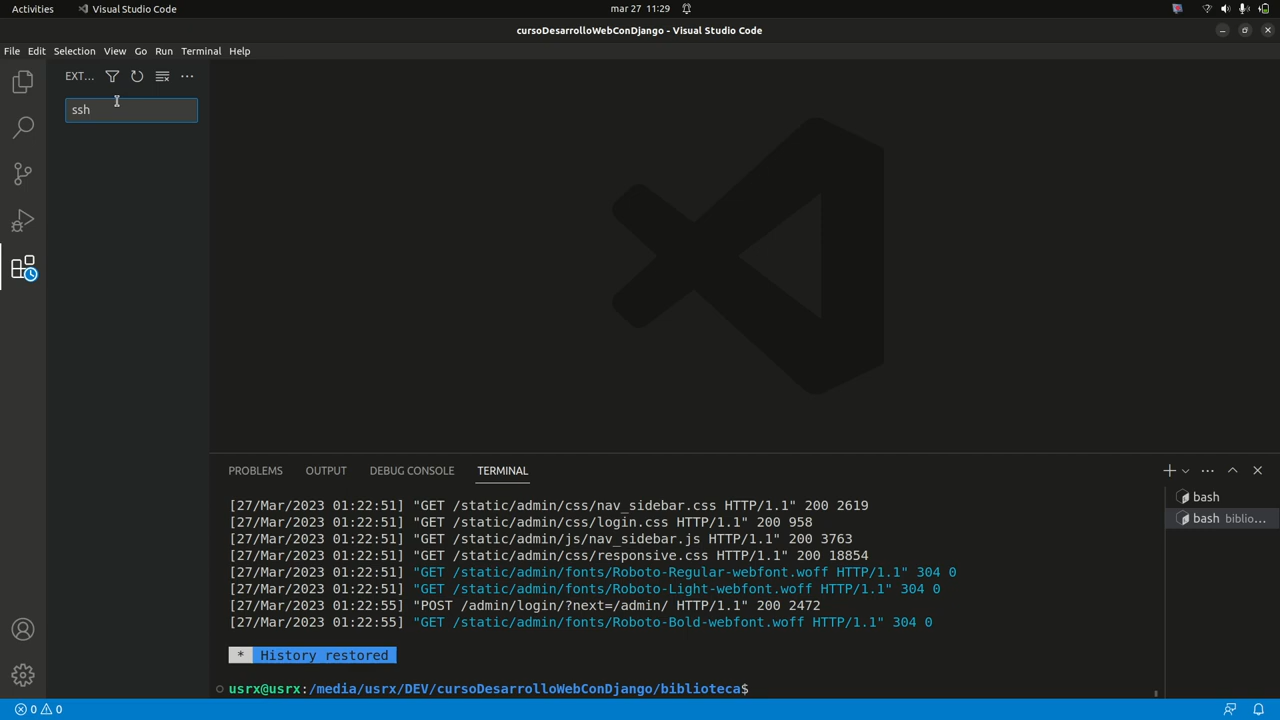 Activities
Visual Studio Code
mar 27 11:29
cursoDesarrolloWebConDjango - Visual Studio Code
File Edit Selection View Go Run Terminal Help
EXT...
ssh
PROBLEMS OUTPUT DEBUG CONSOLE TERMINAL
[27/Mar/2023 01:22:51] "GET /static/admin/css/nav_sidebar.css HTTP/1.1" 200 2619
[27/Mar/2023 01:22:51] "GET /static/admin/css/login.css HTTP/1.1" 200 958
[27/Mar/2023 01:22:51] "GET /static/admin/js/nav_sidebar.js HTTP/1.1" 200 3763
[27/Mar/2023 01:22:51] "GET /static/admin/css/responsive.css HTTP/1.1" 200 18854
[27/Mar/2023 01:22:51] "GET /static/admin/fonts/Roboto-Regular-webfont.woff HTTP/1.1" 304 0
[27/Mar/2023 01:22:51] "GET /static/admin/fonts/Roboto-Light-webfont.woff HTTP/1.1" 304 0
[27/Mar/2023 01:22:55] "POST /admin/login/?next=/admin/ HTTP/1.1" 200 2472
[27/Mar/2023 01:22:55] "GET /static/admin/fonts/Roboto-Bold-webfont.woff HTTP/1.1" 304 0
* History restored
usrx@usrx:/media/usrx/DEV/cursoDesarrolloWebConDjango/biblioteca$
bash
bash biblio...
0 0